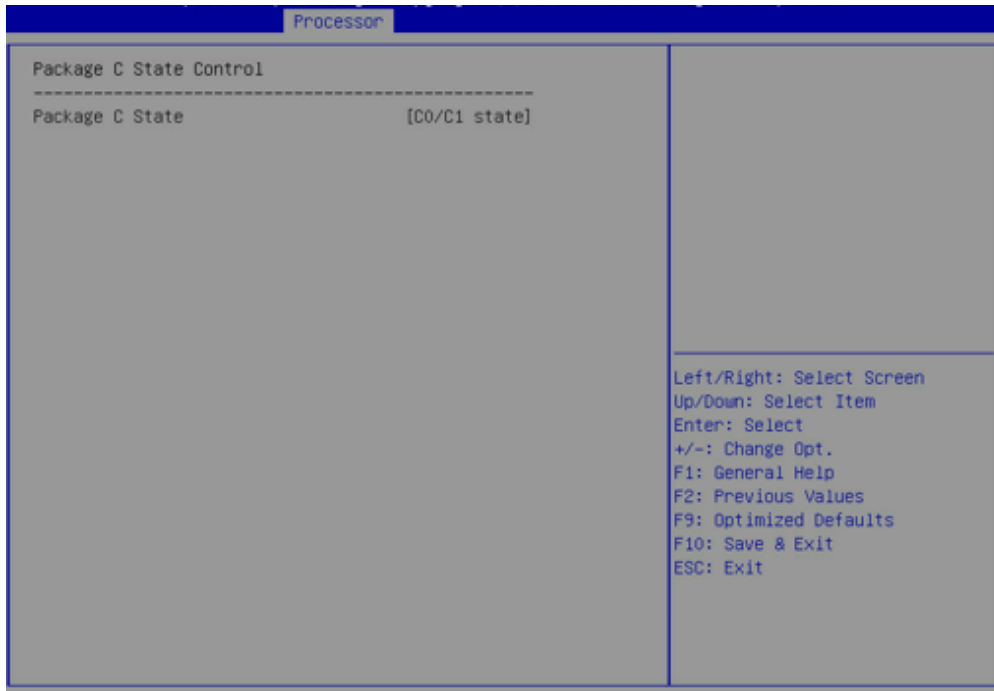 Processor
Package C State Control
--------------------------------------------------
Package C State [C0/C1 state]
Left/Right: Select Screen
Up/Down: Select Item
Enter: Select
+/-: Change Opt.
F1: General Help
F2: Previous Values
F9: Optimized Defaults
F10: Save & Exit
ESC: Exit